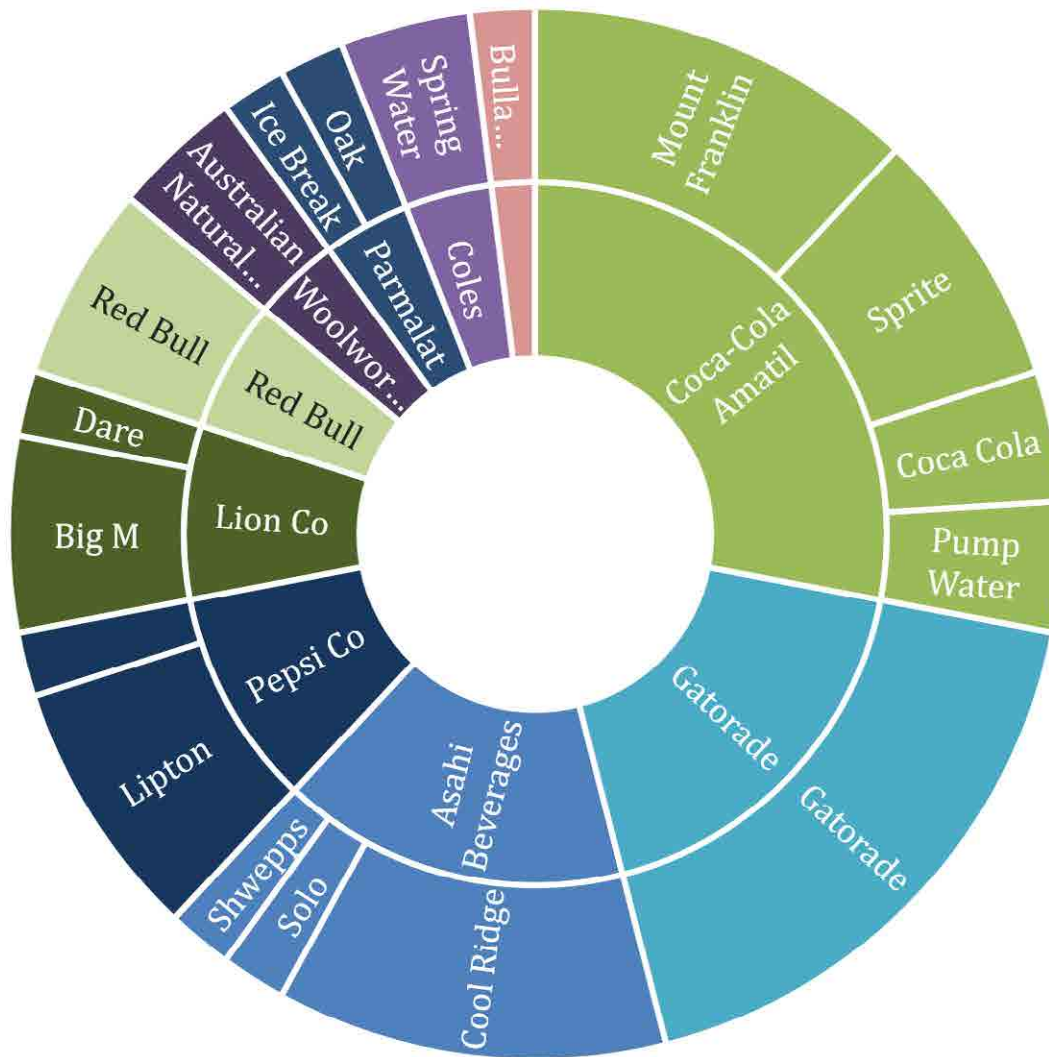 Mount
Franklin
Sprite
Coca Cola
Pump
Water
Coca-Cola
Amatil
Gatorade
Gatorade
Asahi
Beverages
Cool Ridge
Solo
Shwepps
Pepsi Co
Lipton
Lion Co
Big M
Dare
Red Bull
Red Bull
Woolwor...
Australian
Natural...
Parmalat
Ice Break
Oak
Coles
Spring
Water
Bulla...